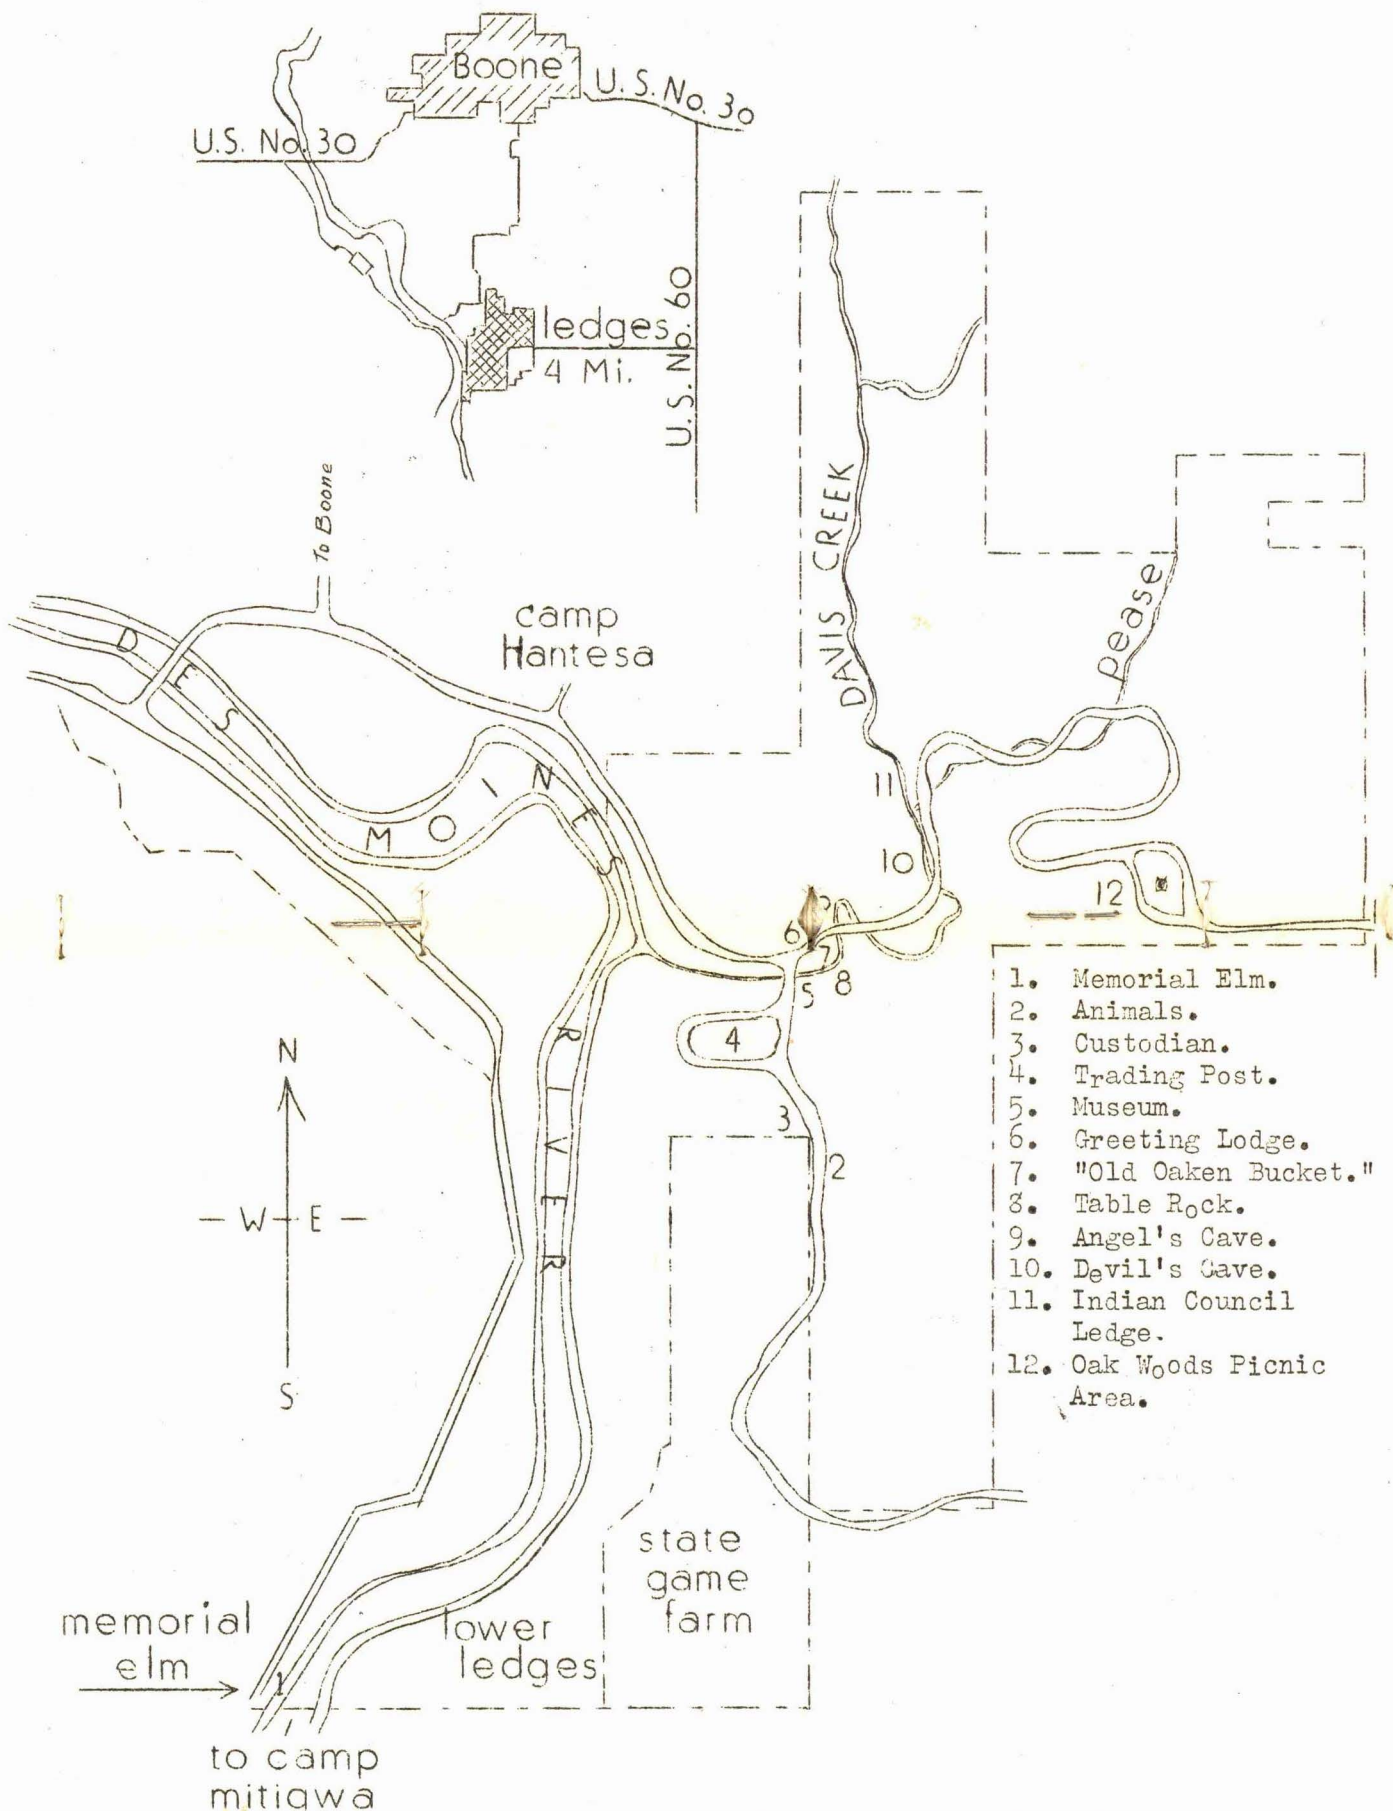 Boone
U.S. No. 30
U.S. No. 30
ledges
4 Mi.
U.S. No. 60
To Boone
camp
Hantesa
DAVIS CREEK
pease
DES MOINES RIVER
11
10
12
6
7
8
5
4
3
2
N
- W E -
S
1. Memorial Elm.
2. Animals.
3. Custodian.
4. Trading Post.
5. Museum.
6. Greeting Lodge.
7. "Old Oaken Bucket."
8. Table Rock.
9. Angel's Cave.
10. Devil's Cave.
11. Indian Council
Ledge.
12. Oak Woods Picnic
Area.
state
game
farm
lower
ledges
memorial
elm
1
to camp
mitiqwa